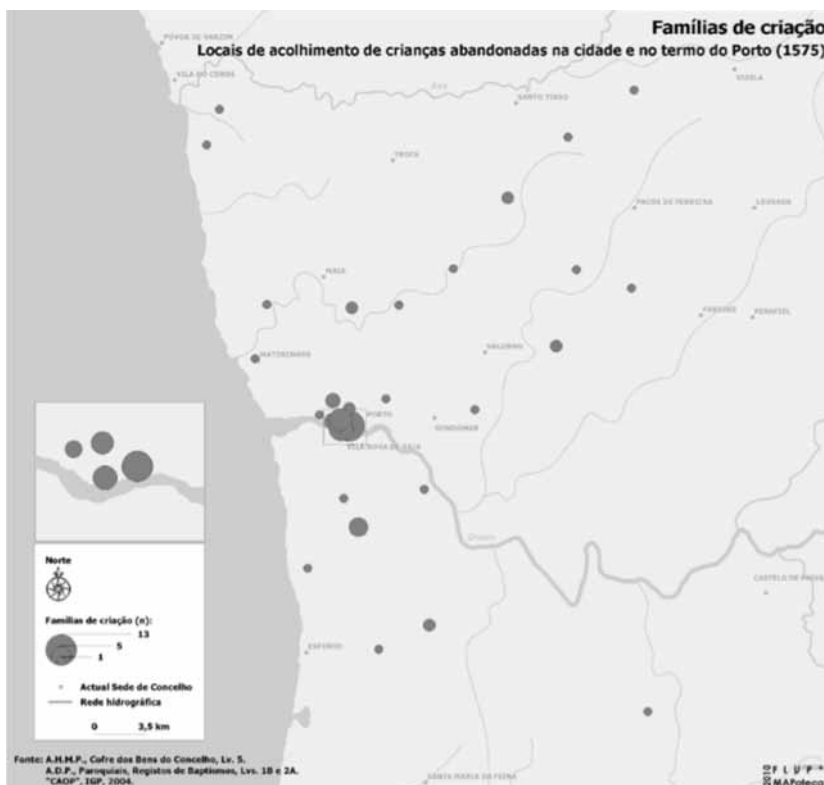 Famílias de criação
Locais de acolhimento de crianças abandonadas na cidade e no termo do Porto (1575)
PÓVOA DE VARZIM
VILA DO CONDE
Ave
SANTO TIRSO
VIZELA
TROFA
PAÇOS DE FERREIRA
LOUSADA
MAIA
PAREDES
PENAFIEL
VALONGO
MATOSINHOS
PORTO
GONDOMAR
VILA NOVA DE GAIA
Douro
CASTELO DE PAIVA
ESPINHO
SANTA MARIA DA FEIRA
Norte
Famílias de criação (n):
13
5
1
Actual Sede de Concelho
Rede hidrográfica
0 3,5 km
Fonte: A.H.M.P., Cofre dos Bens do Concelho, Lv. 5.
A.D.P., Paroquiais, Registos de Baptismos, Lvs. 1B e 2A.
"CAOP", IGP, 2004.
2010
F L U P
MAPoteca